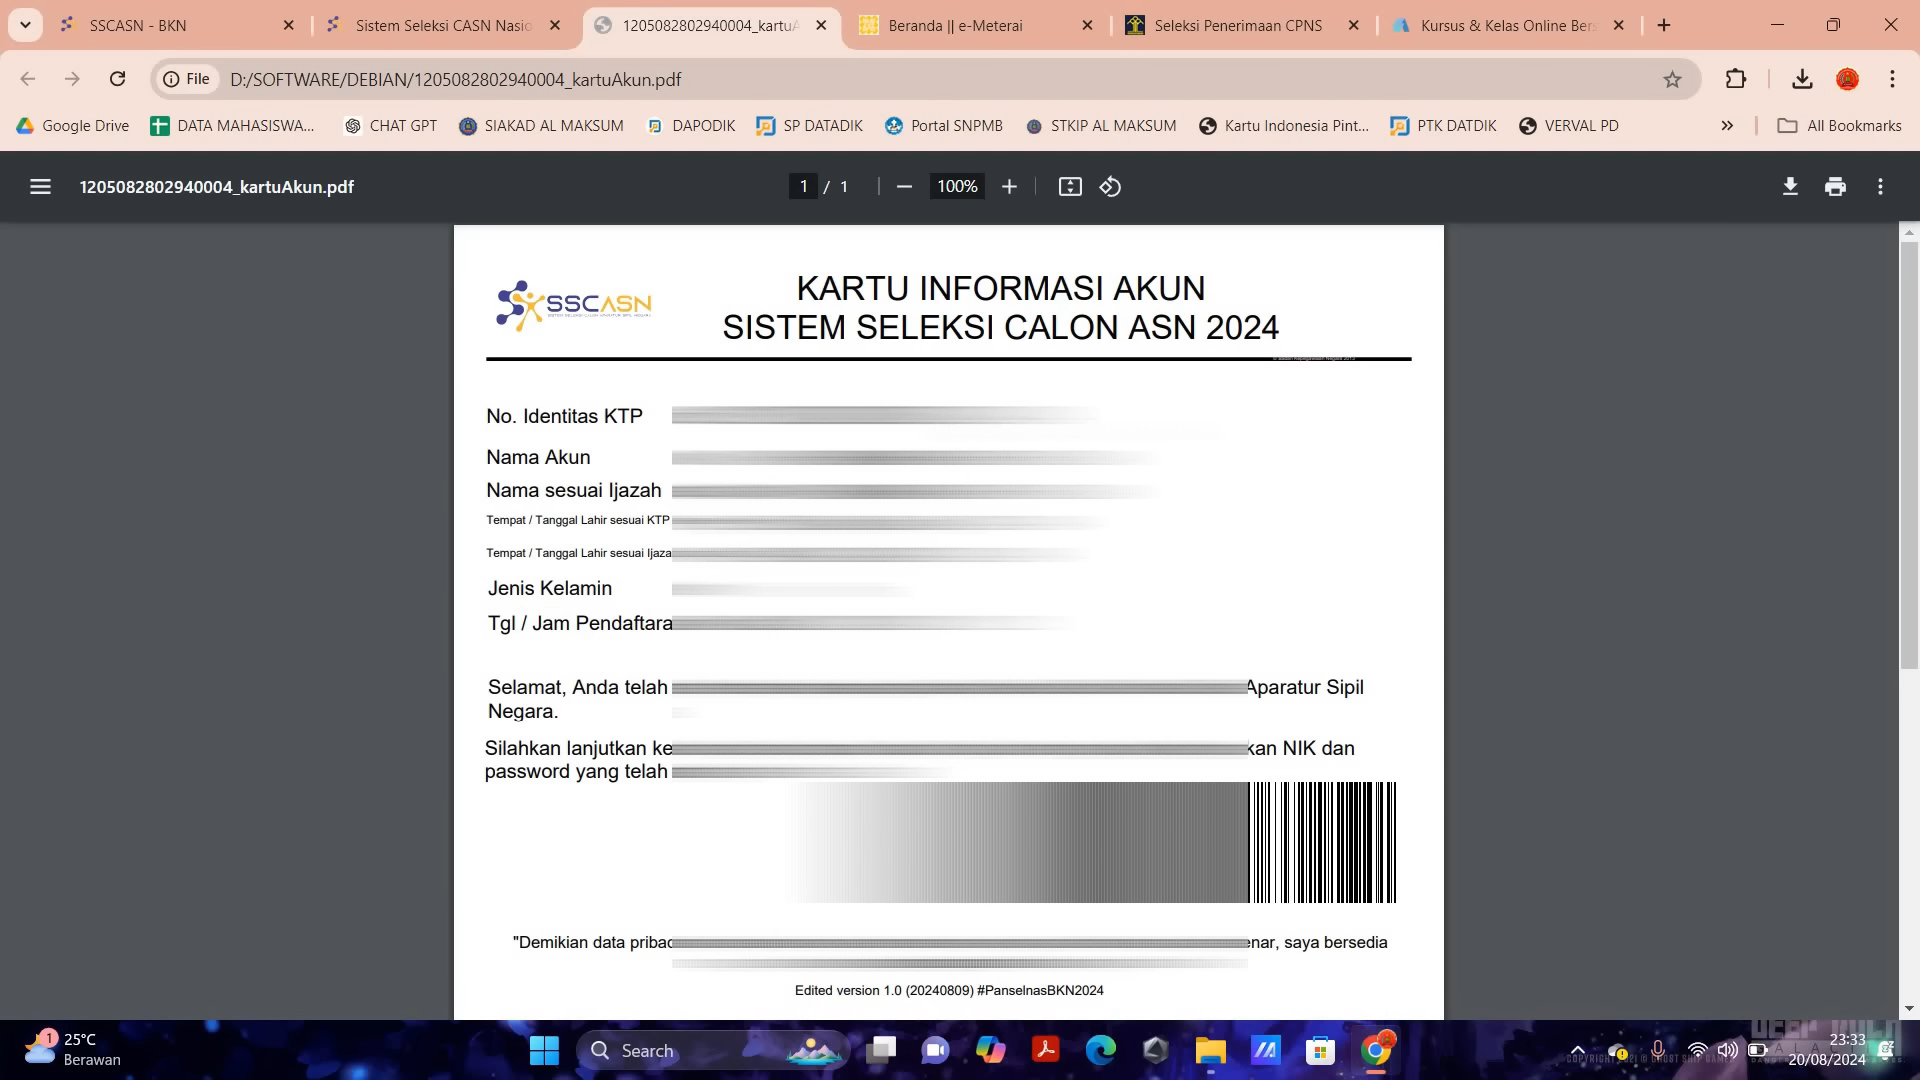 SSCASN - BKN
Sistem Seleksi CASN Nasio
1205082802940004_kartuA
Beranda || e-Meterai
Seleksi Penerimaan CPNS
Kursus & Kelas Online Bers
File
D:/SOFTWARE/DEBIAN/1205082802940004_kartuAkun.pdf
Google Drive
DATA MAHASISWA...
CHAT GPT
SIAKAD AL MAKSUM
DAPODIK
SP DATADIK
Portal SNPMB
STKIP AL MAKSUM
Kartu Indonesia Pint...
PTK DATDIK
VERVAL PD
All Bookmarks
1205082802940004_kartuAkun.pdf
1 / 1
100%
SSCASN
KARTU INFORMASI AKUN
SISTEM SELEKSI CALON ASN 2024
No. Identitas KTP
Nama Akun
Nama sesuai Ijazah
Tempat / Tanggal Lahir sesuai KTP
Tempat / Tanggal Lahir sesuai Ijaza
Jenis Kelamin
Tgl / Jam Pendaftara
Selamat, Anda telah Aparatur Sipil
Negara.
Silahkan lanjutkan ke kan NIK dan
password yang telah
"Demikian data pribad enar, saya bersedia
Edited version 1.0 (20240809) #PanselnasBKN2024
1
25°C
Berawan
Search
23:33
20/08/2024